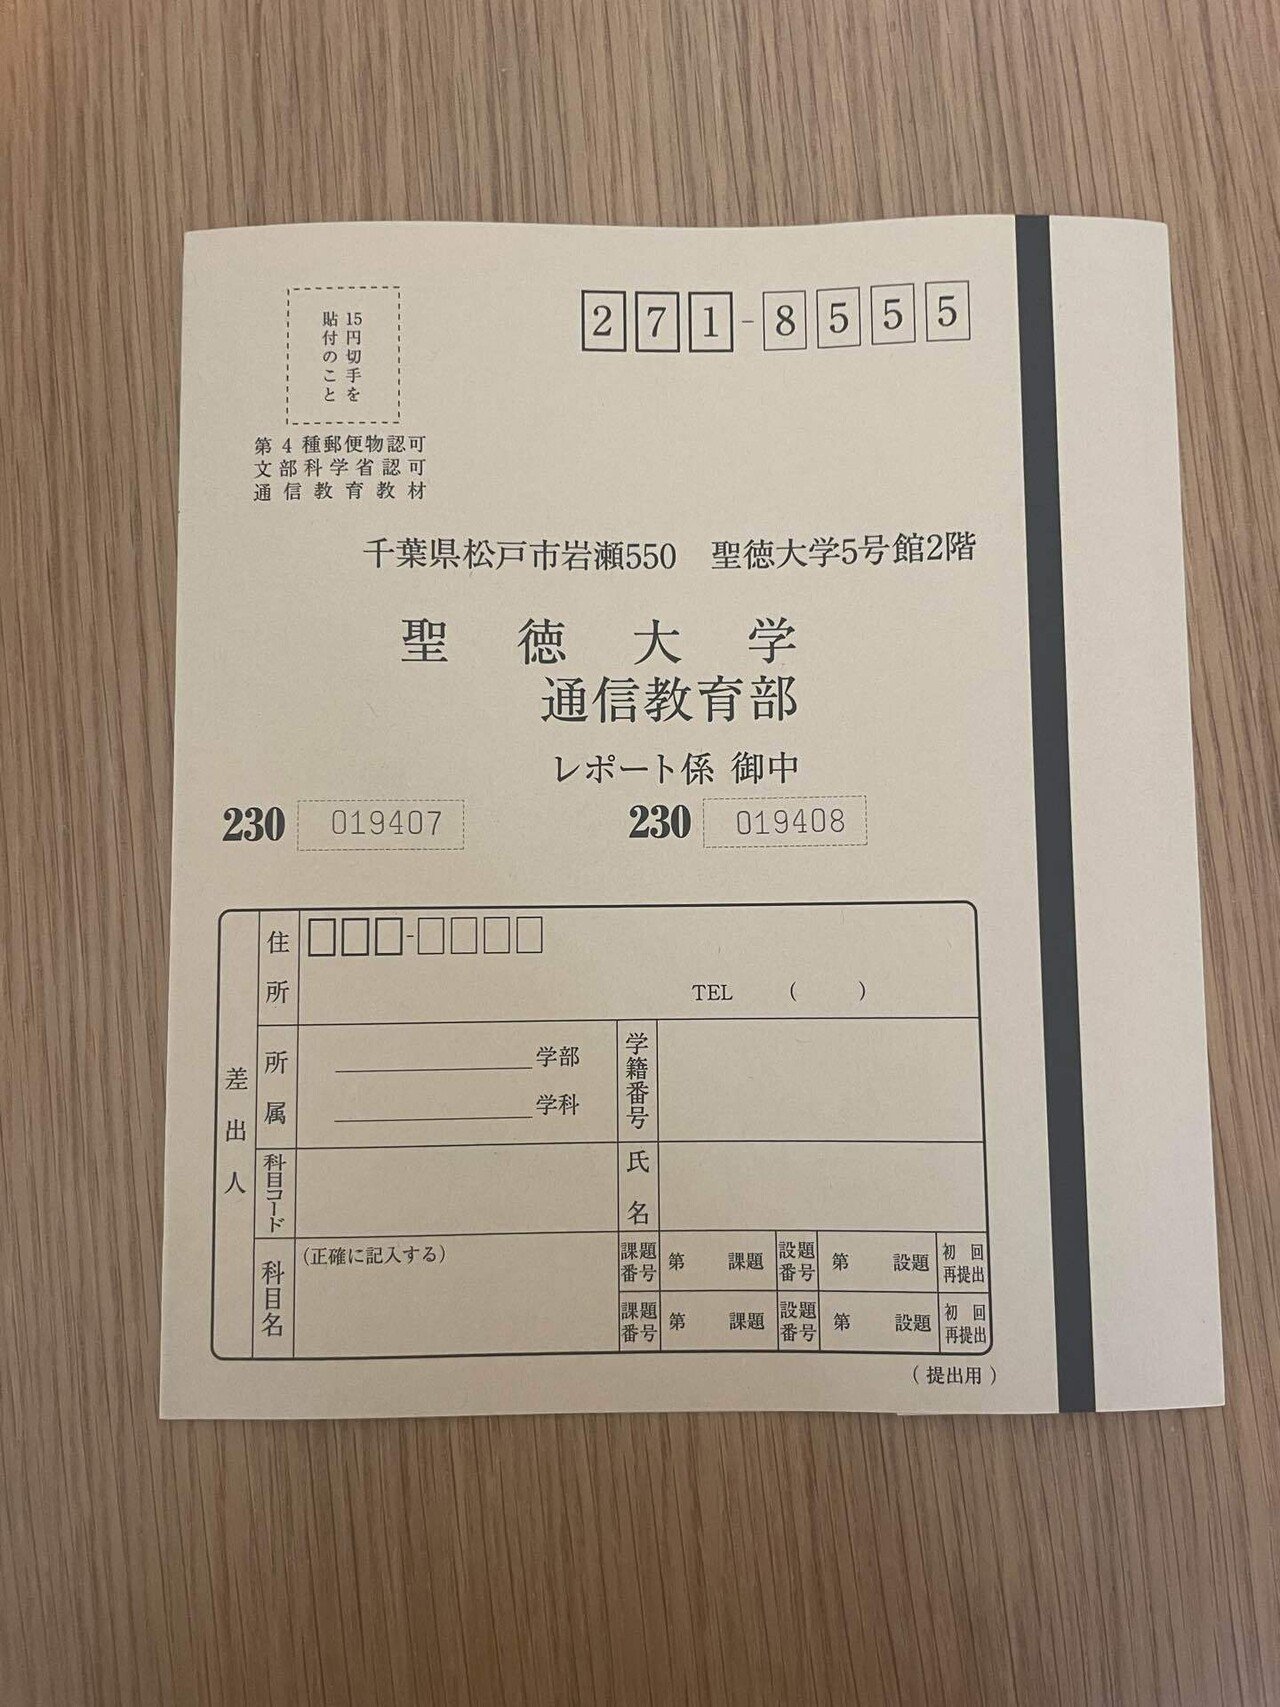 15円切手を
貼付のこと
271-8555
第4種郵便物認可
文部科学省認可
通信教育教材
千葉県松戸市岩瀬550 聖徳大学5号館2階
聖徳大学
通信教育部
レポート係 御中
230 019407
230 019408
差出人
住所
□□□-□□□□
TEL ( )
所属
学部
学科
学籍番号
科目コード
氏名
科目名
(正確に記入する)
課題番号 第 課題 設題番号 第 設題 初回 再提出
課題番号 第 課題 設題番号 第 設題 初回 再提出
(提出用)